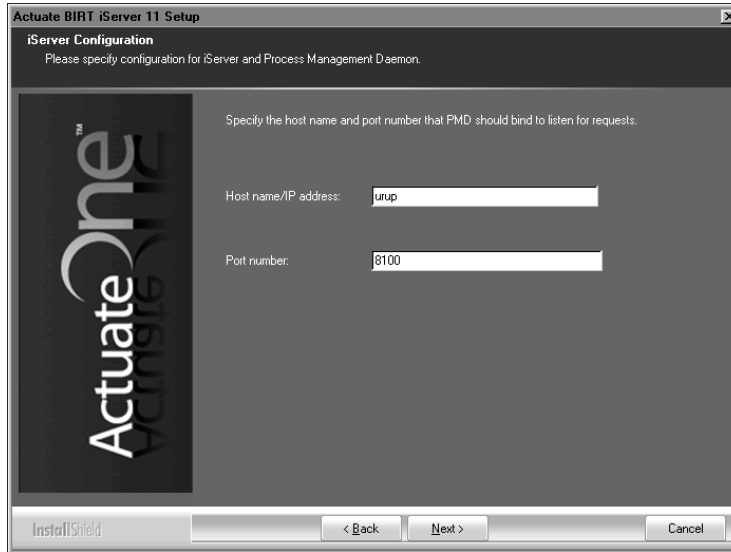 Actuate BIRT iServer 11 Setup
iServer Configuration
Please specify configuration for iServer and Process Management Daemon.
Specify the host name and port number that PMD should bind to listen for requests.
Host name/IP address:
urup
Port number:
8100
ActuateOne™
InstallShield
< Back
Next >
Cancel